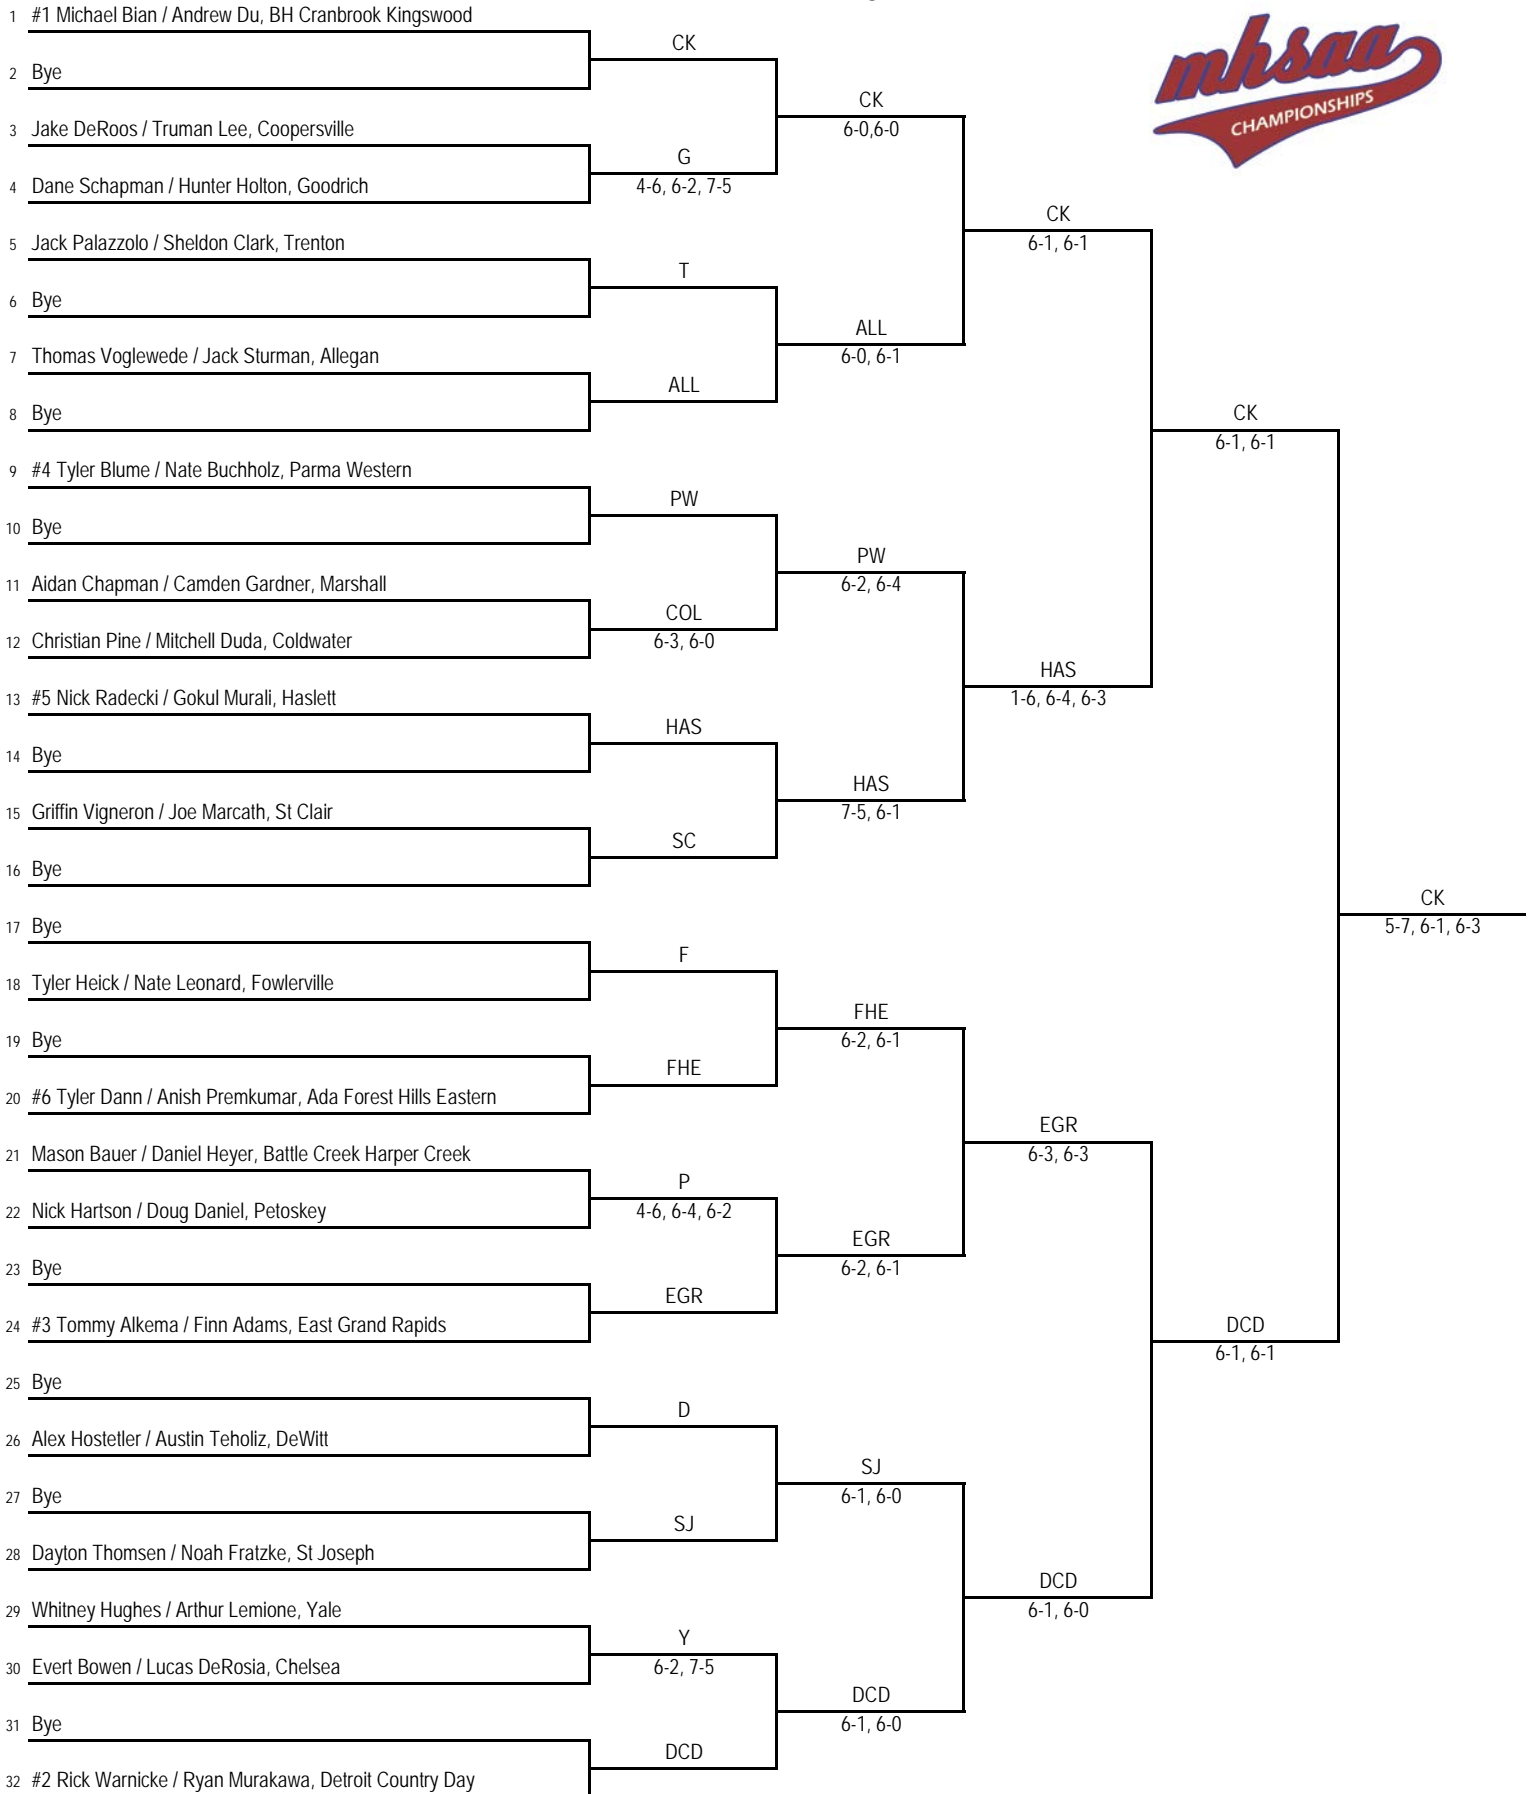 1 #1 Michael Bian / Andrew Du, BH Cranbrook Kingswood
CK
2 Bye
CK
6-0,6-0
3 Jake DeRoos / Truman Lee, Coopersville
G
4-6, 6-2, 7-5
4 Dane Schapman / Hunter Holton, Goodrich
CK
6-1, 6-1
5 Jack Palazzolo / Sheldon Clark, Trenton
T
6 Bye
ALL
6-0, 6-1
7 Thomas Voglewede / Jack Sturman, Allegan
ALL
8 Bye
CK
6-1, 6-1
9 #4 Tyler Blume / Nate Buchholz, Parma Western
PW
10 Bye
PW
6-2, 6-4
11 Aidan Chapman / Camden Gardner, Marshall
COL
6-3, 6-0
12 Christian Pine / Mitchell Duda, Coldwater
HAS
1-6, 6-4, 6-3
13 #5 Nick Radecki / Gokul Murali, Haslett
HAS
14 Bye
HAS
7-5, 6-1
15 Griffin Vigneron / Joe Marcath, St Clair
SC
16 Bye
CK
5-7, 6-1, 6-3
17 Bye
F
18 Tyler Heick / Nate Leonard, Fowlerville
FHE
6-2, 6-1
19 Bye
FHE
20 #6 Tyler Dann / Anish Premkumar, Ada Forest Hills Eastern
EGR
6-3, 6-3
21 Mason Bauer / Daniel Heyer, Battle Creek Harper Creek
P
4-6, 6-4, 6-2
22 Nick Hartson / Doug Daniel, Petoskey
EGR
6-2, 6-1
23 Bye
EGR
24 #3 Tommy Alkema / Finn Adams, East Grand Rapids
DCD
6-1, 6-1
25 Bye
D
26 Alex Hostetler / Austin Teholiz, DeWitt
SJ
6-1, 6-0
27 Bye
SJ
28 Dayton Thomsen / Noah Fratzke, St Joseph
DCD
6-1, 6-0
29 Whitney Hughes / Arthur Lemione, Yale
Y
6-2, 7-5
30 Evert Bowen / Lucas DeRosia, Chelsea
DCD
6-1, 6-0
31 Bye
DCD
32 #2 Rick Warnicke / Ryan Murakawa, Detroit Country Day
mhsaa
CHAMPIONSHIPS